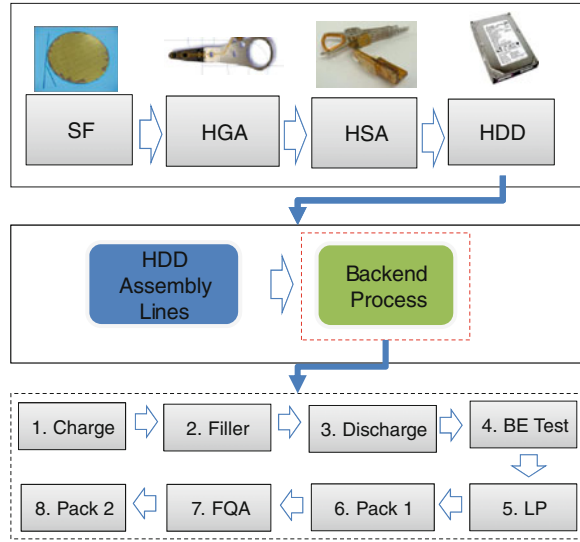 SF
HGA
HSA
HDD
HDD
Assembly
Lines
Backend
Process
1. Charge
2. Filler
3. Discharge
4. BE Test
8. Pack 2
7. FQA
6. Pack 1
5. LP